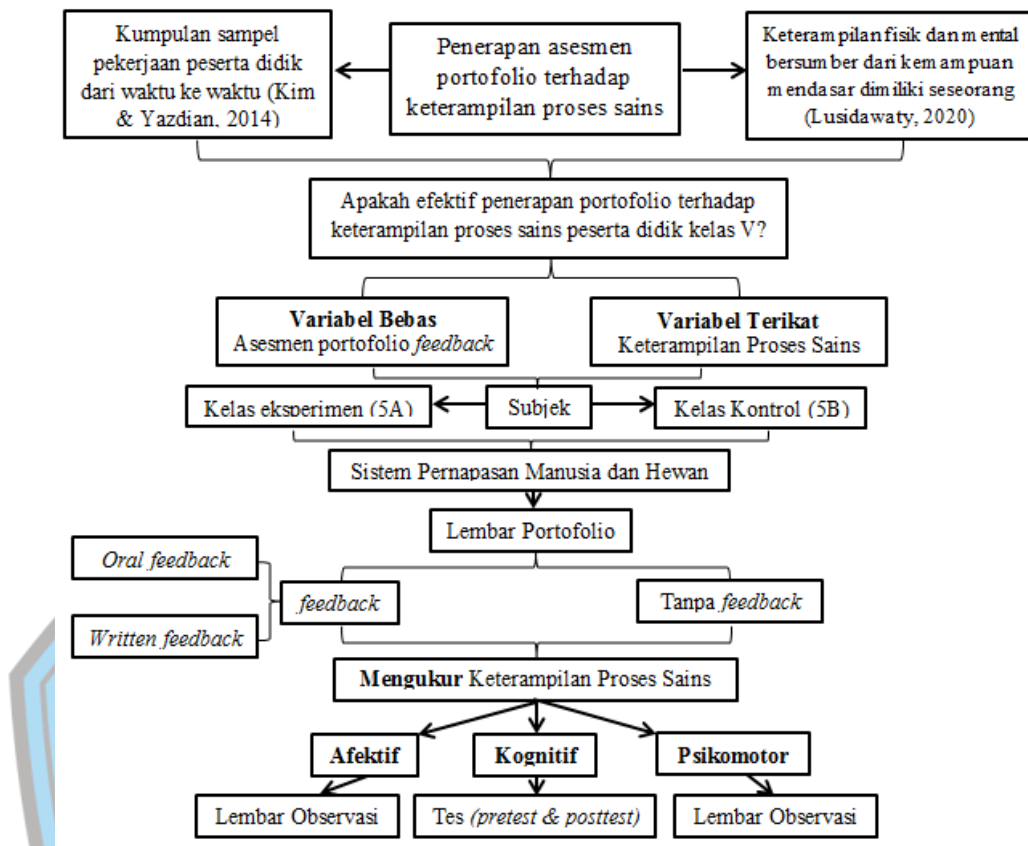 Kumpulan sampel
pekerjaan peserta didik
dari waktu ke waktu (Kim
& Yazdian, 2014)
Penerapan asesmen
portofolio terhadap
keterampilan proses sains
Keterampilan fisik dan mental
bersumber dari kemampuan
mendasar dimiliki seseorang
(Lusidawaty, 2020)
Apakah efektif penerapan portofolio terhadap
keterampilan proses sains peserta didik kelas V?
Variabel Bebas
Asesmen portofolio feedback
Variabel Terikat
Keterampilan Proses Sains
Kelas eksperimen (5A)
Subjek
Kelas Kontrol (5B)
Sistem Pernapasan Manusia dan Hewan
Lembar Portofolio
Oral feedback
Written feedback
feedback
Tanpa feedback
Mengukur Keterampilan Proses Sains
Afektif
Kognitif
Psikomotor
Lembar Observasi
Tes (pretest & posttest)
Lembar Observasi